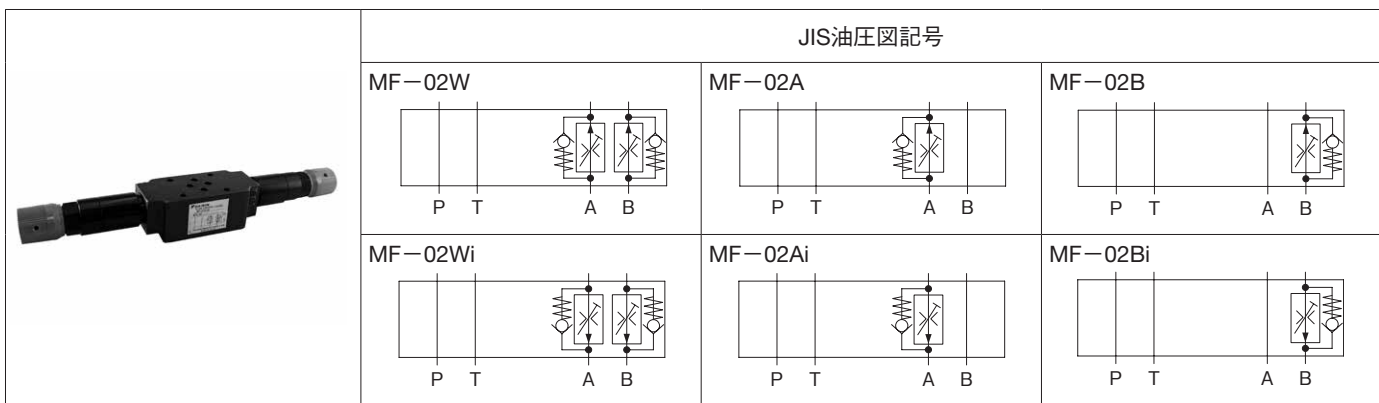 JIS油圧図記号
MF－02W
P T A B
MF－02A
P T A B
MF－02B
P T A B
MF－02Wi
P T A B
MF－02Ai
P T A B
MF－02Bi
P T A B